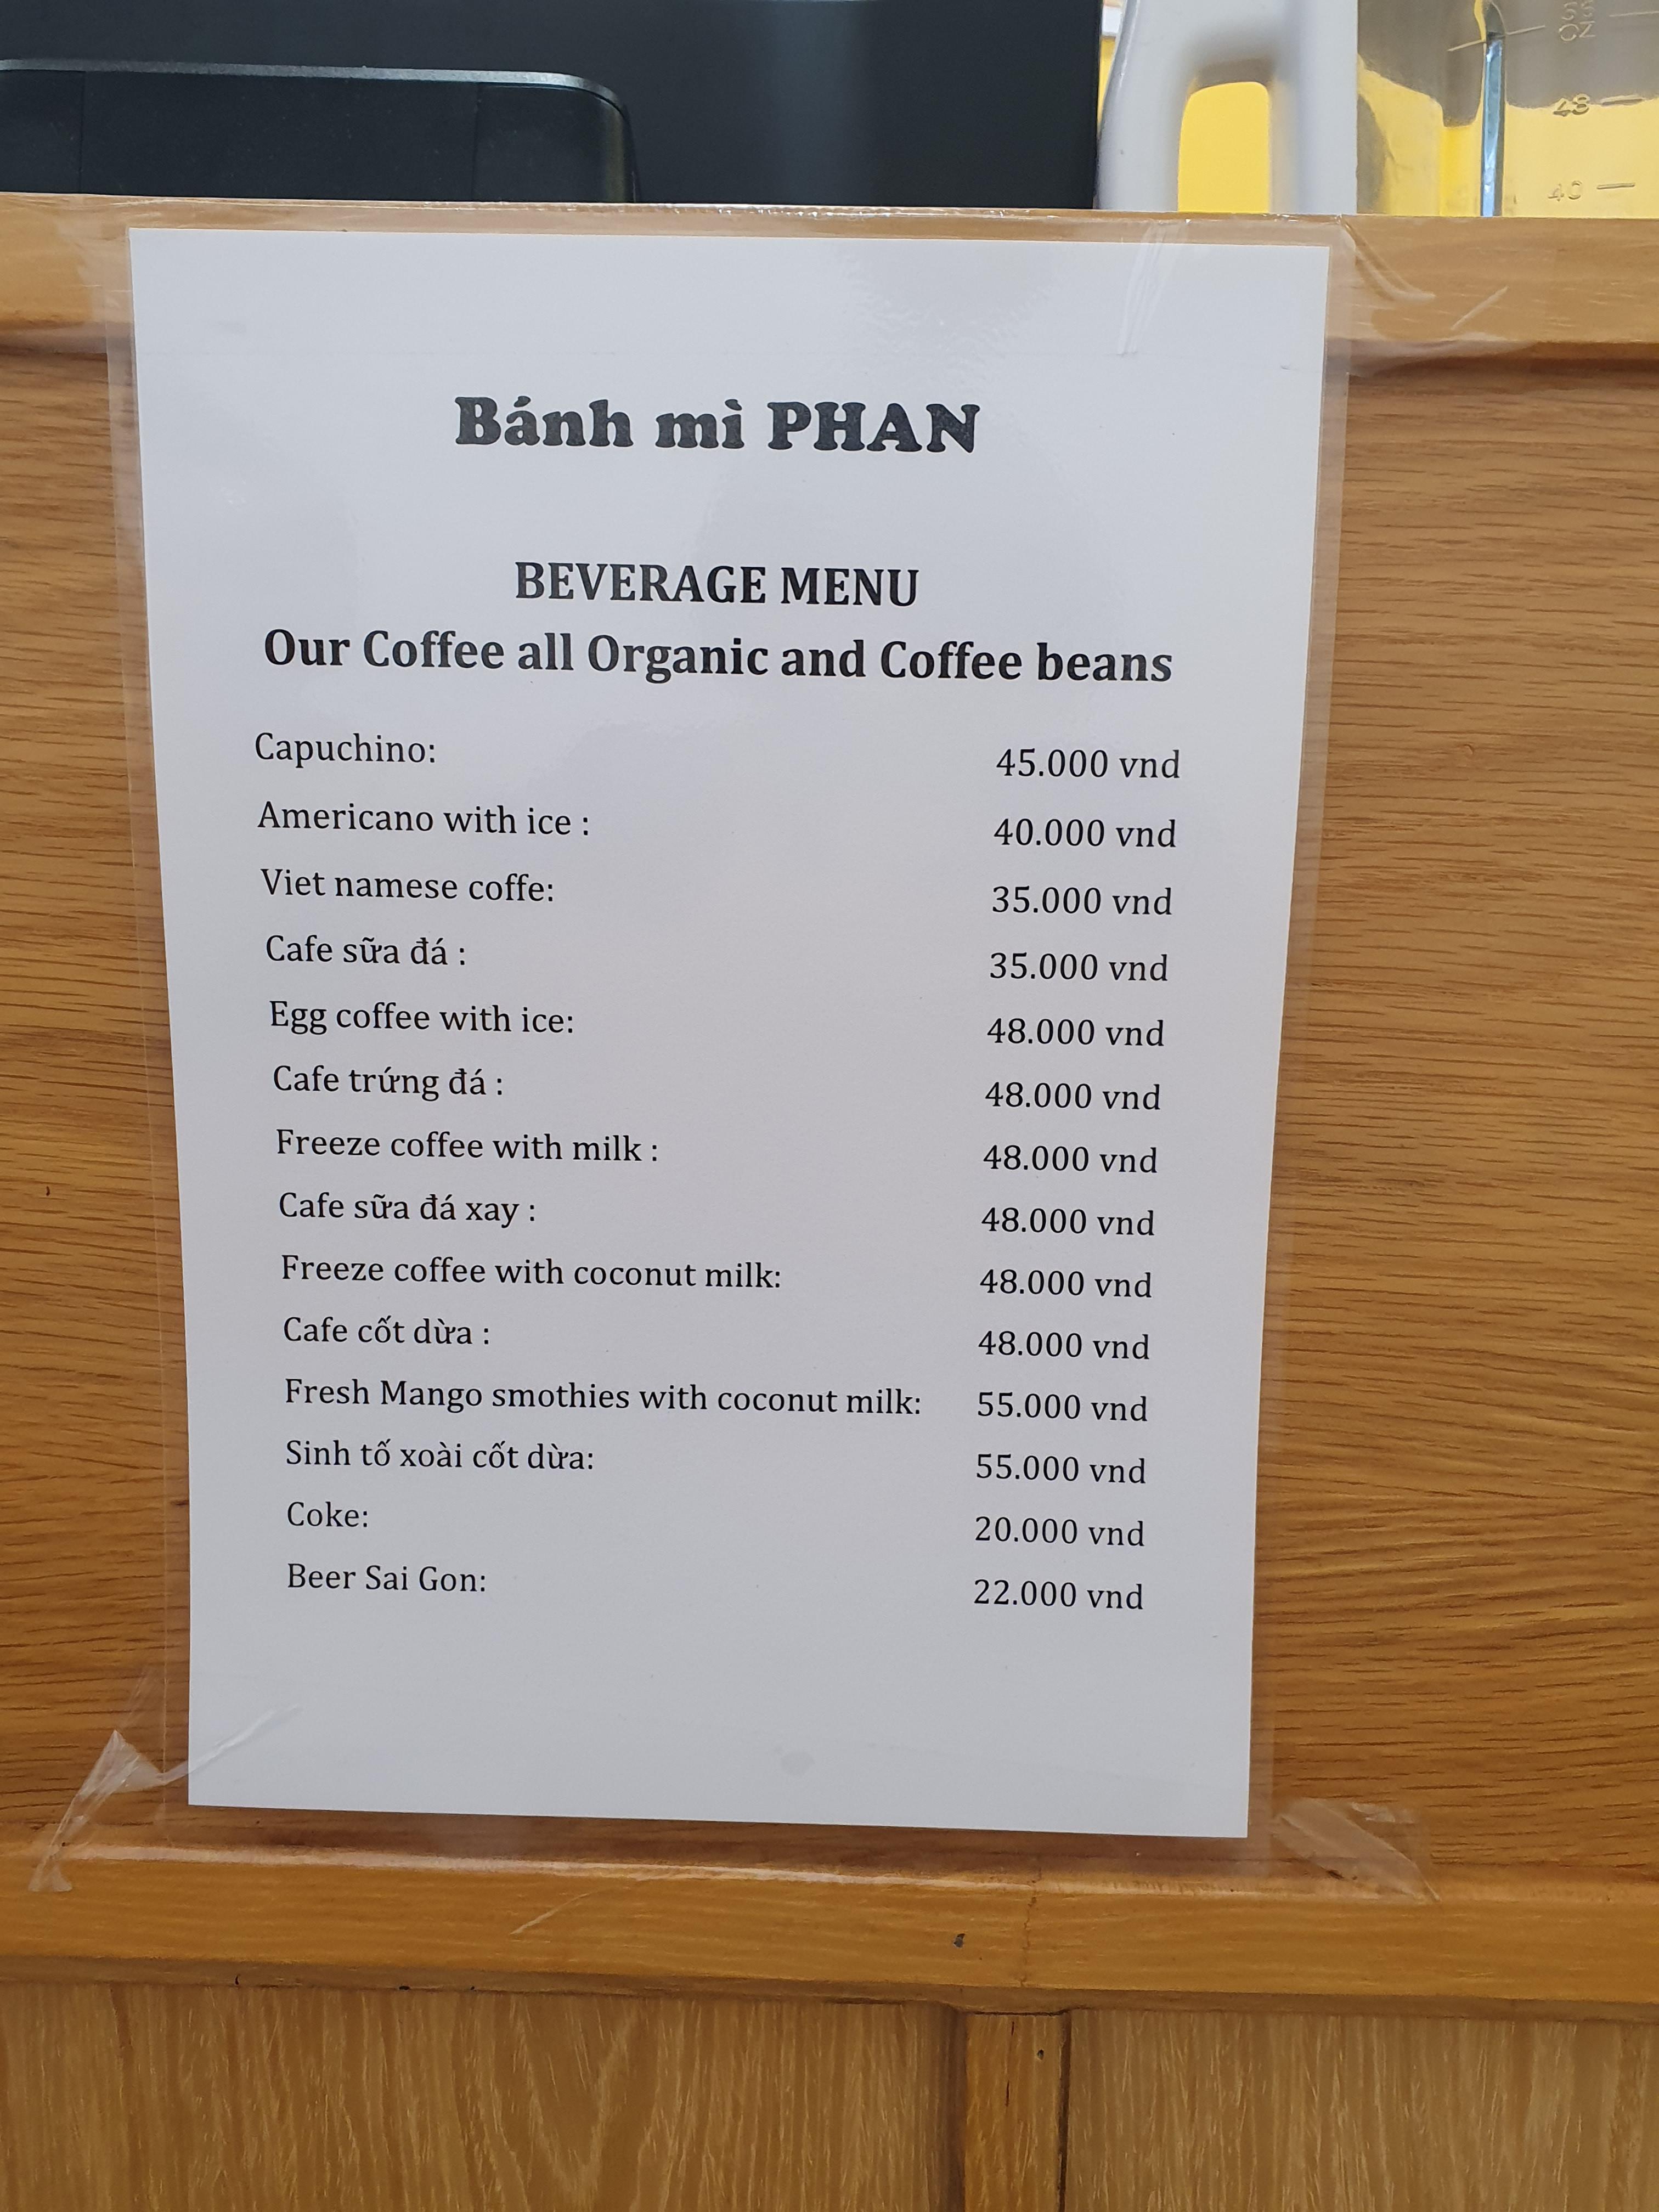 Bánh mì PHAN
BEVERAGE MENU
Our Coffee all Organic and Coffee beans
Capuchino: 45.000 vnd
Americano with ice : 40.000 vnd
Viet namese coffe: 35.000 vnd
Cafe sữa đá : 35.000 vnd
Egg coffee with ice: 48.000 vnd
Cafe trứng đá : 48.000 vnd
Freeze coffee with milk : 48.000 vnd
Cafe sữa đá xay : 48.000 vnd
Freeze coffee with coconut milk: 48.000 vnd
Cafe cốt dừa : 48.000 vnd
Fresh Mango smothies with coconut milk: 55.000 vnd
Sinh tố xoài cốt dừa: 55.000 vnd
Coke: 20.000 vnd
Beer Sai Gon: 22.000 vnd
48
40